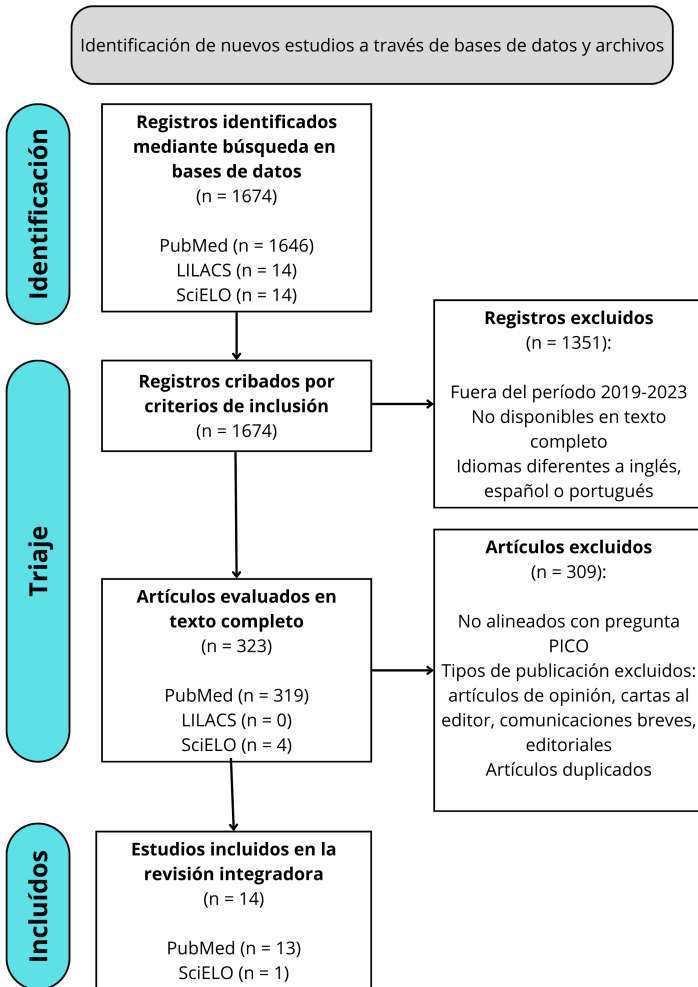 Identificación de nuevos estudios a través de bases de datos y archivos
Identificación
Registros identificados
mediante búsqueda en
bases de datos
(n = 1674)
PubMed (n = 1646)
LILACS (n = 14)
SciELO (n = 14)
Triaje
Registros cribados por
criterios de inclusión
(n = 1674)
Registros excluidos
(n = 1351):
Fuera del período 2019-2023
No disponibles en texto
completo
Idiomas diferentes a inglés,
español o portugués
Artículos evaluados en
texto completo
(n = 323)
PubMed (n = 319)
LILACS (n = 0)
SciELO (n = 4)
Artículos excluidos
(n = 309):
No alineados con pregunta
PICO
Tipos de publicación excluidos:
artículos de opinión, cartas al
editor, comunicaciones breves,
editoriales
Artículos duplicados
Incluídos
Estudios incluidos en la
revisión integradora
(n = 14)
PubMed (n = 13)
SciELO (n = 1)